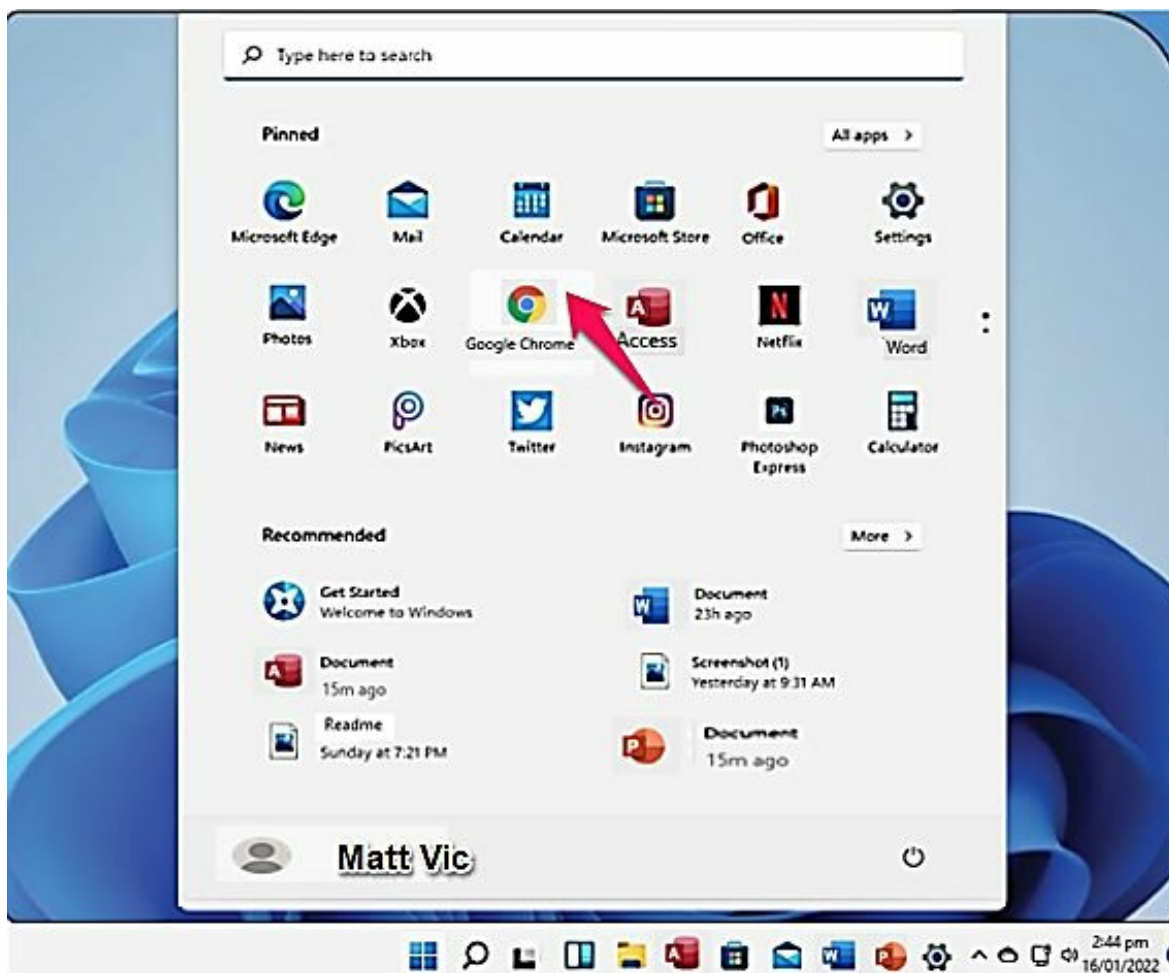 Type here to search
Pinned
All apps >
Microsoft Edge
Mail
Calendar
Microsoft Store
Office
Settings
Photos
Xbox
Google Chrome
Access
Netflix
Word
News
PicsArt
Twitter
Instagram
Photoshop
Express
Calculator
Recommended
More >
Get Started
Welcome to Windows
Document
23h ago
Document
15m ago
Screenshot (1)
Yesterday at 9:31 AM
Readme
Sunday at 7:21 PM
Document
15m ago
Matt Vic
2:44 pm
16/01/2022